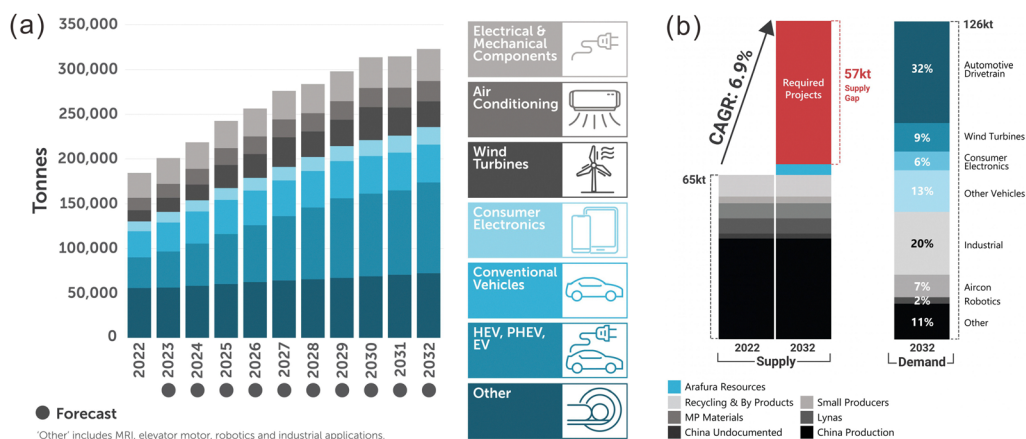 (a)
350,000
300,000
250,000
200,000
150,000
100,000
50,000
0
Tonnes
2022
2023
2024
2025
2026
2027
2028
2029
2030
2031
2032
Forecast
'Other' includes MRI, elevator motor, robotics and industrial applications.
Electrical &
Mechanical
Components
Air
Conditioning
Wind
Turbines
Consumer
Electronics
Conventional
Vehicles
HEV, PHEV,
EV
Other
(b)
CAGR: 6.9%
65kt
Required
Projects
57kt
Supply
Gap
2022
2032
Supply
126kt
32%
Automotive
Drivetrain
9%
Wind Turbines
6%
Consumer
Electronics
13%
Other Vehicles
20%
Industrial
7%
Aircon
2%
Robotics
11%
Other
2032
Demand
Arafura Resources
Recycling & By Products
Small Producers
MP Materials
Lynas
China Undocumented
China Production